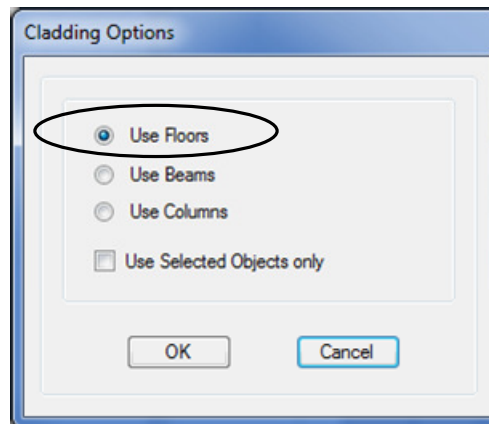 Cladding Options
Use Floors
Use Beams
Use Columns
Use Selected Objects only
OK Cancel